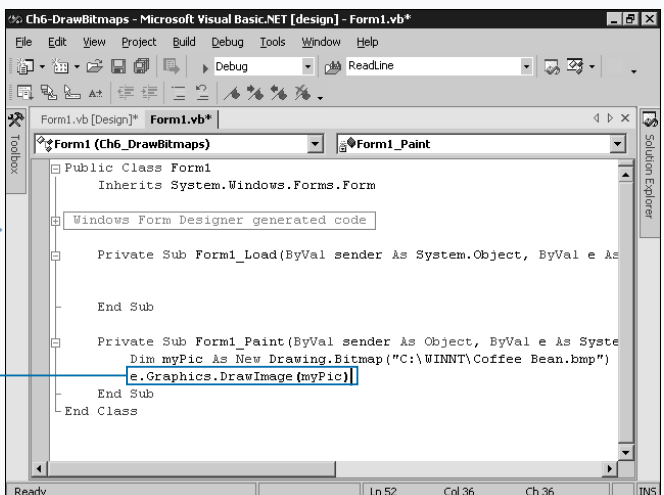 Ch6-DrawBitmaps - Microsoft Visual Basic.NET [design] - Form1.vb*
File Edit View Project Build Debug Tools Window Help
Debug ReadLine
Form1.vb [Design]* Form1.vb*
Toolbox
Solution Explorer
Form1 (Ch6_DrawBitmaps) Form1_Paint
Public Class Form1
Inherits System.Windows.Forms.Form
Windows Form Designer generated code
Private Sub Form1_Load(ByVal sender As System.Object, ByVal e As
End Sub
Private Sub Form1_Paint(ByVal sender As Object, ByVal e As Syste
Dim myPic As New Drawing.Bitmap("C:\WINNT\Coffee Bean.bmp")
e.Graphics.DrawImage(myPic)
End Sub
End Class
Ready Ln 52 Col 36 Ch 36 INS